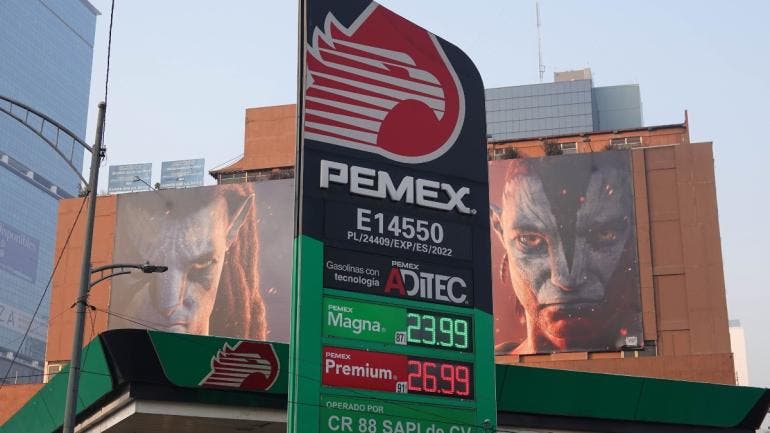 PEMEX
E14550
PL/24409/EXP/ES/2022
Gasolinas con
tecnología
PEMEX
ADITEC
PEMEX
Magna
87
23.99
PEMEX
Premium
91
26.99
OPERADO POR
CR 88 SAPI de CV